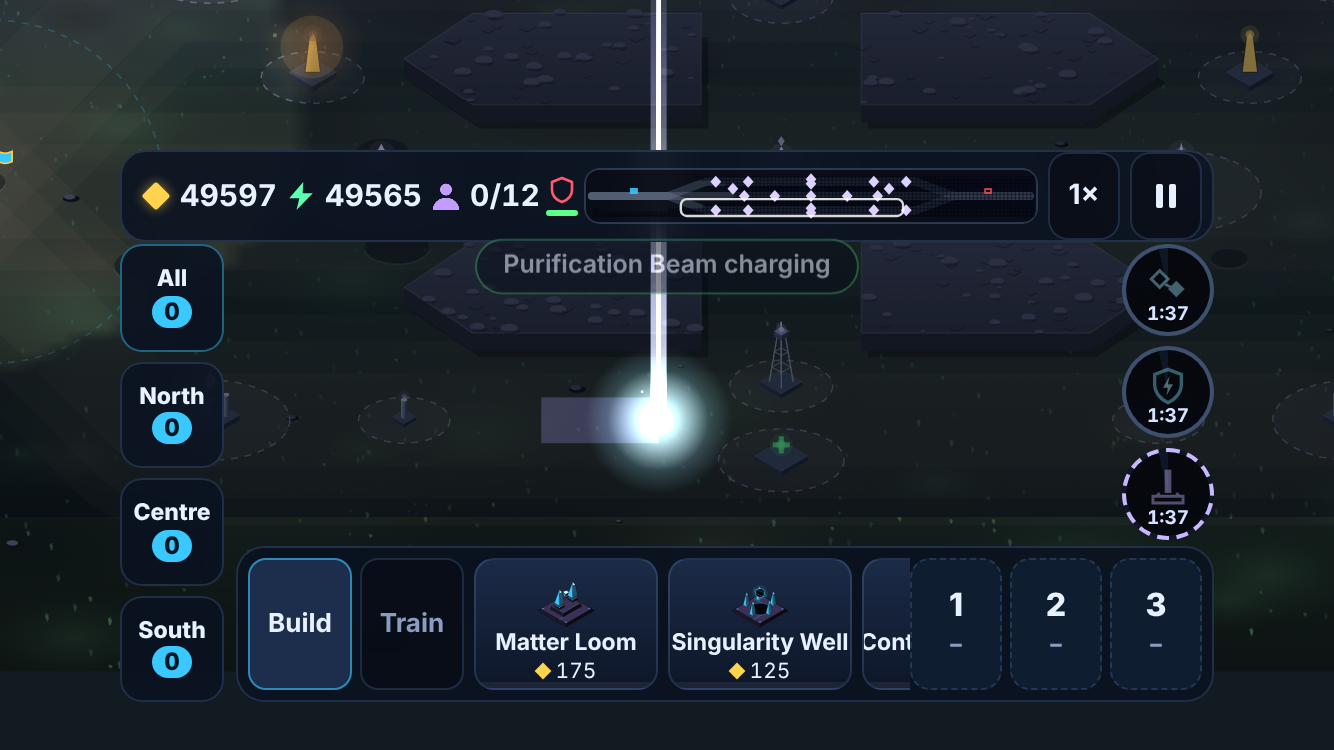 49597 49565 0/12 1×
Purification Beam charging
All
0
North
0
Centre
0
South
0
1:37
1:37
1:37
Build Train
Matter Loom
175
Singularity Well
125
Cont
1 2 3
– – –